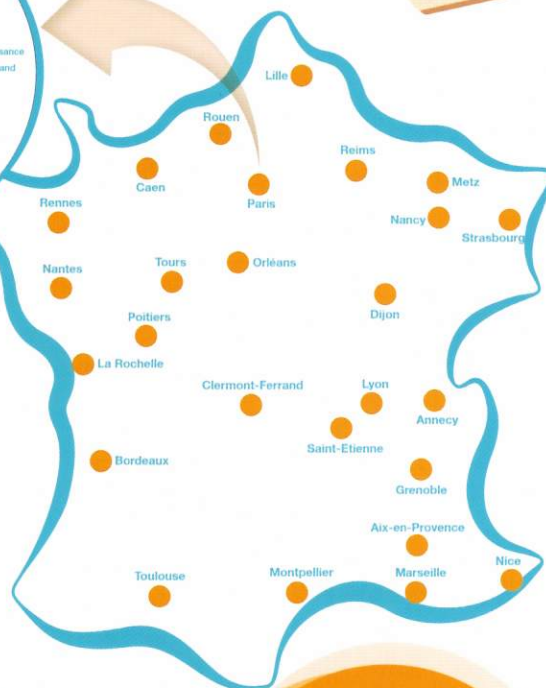 Lille
Rouen
Reims
Caen
Metz
Paris
Rennes
Nancy
Strasbourg
Nantes
Tours
Orléans
Dijon
Poitiers
La Rochelle
Clermont-Ferrand
Lyon
Annecy
Saint-Etienne
Bordeaux
Grenoble
Aix-en-Provence
Nice
Toulouse
Montpellier
Marseille